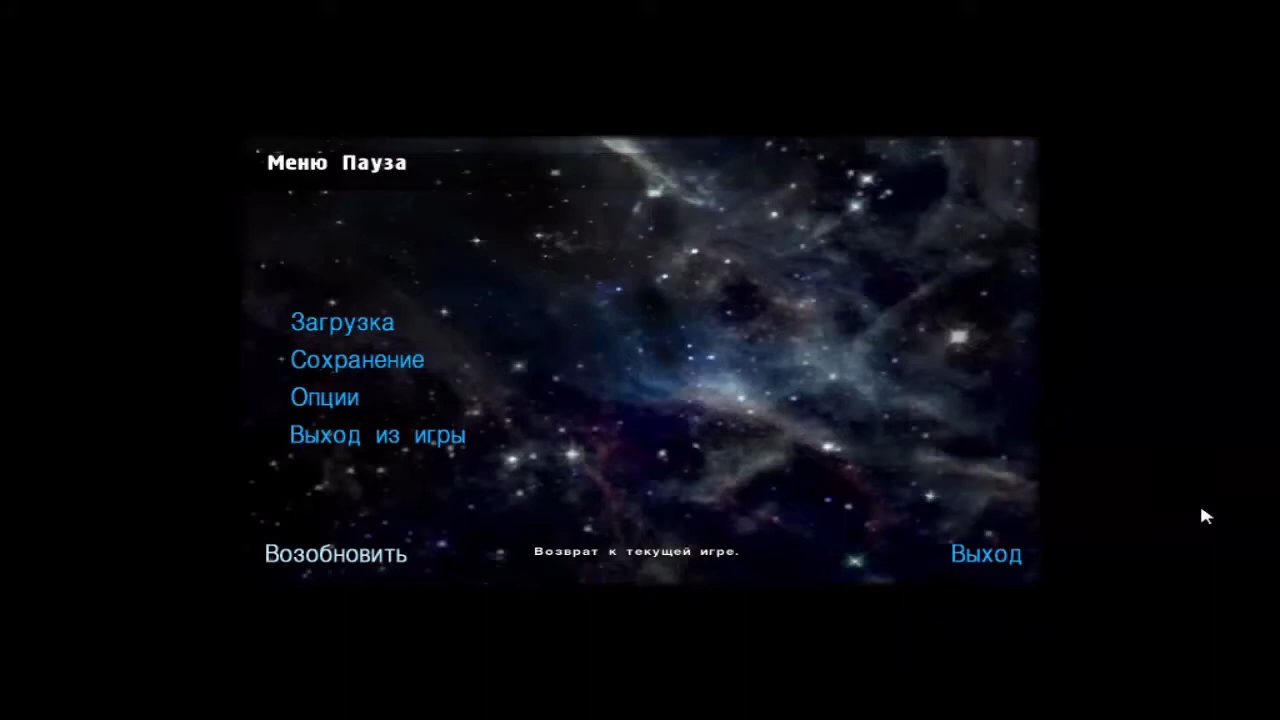 Меню Пауза
Загрузка
Сохранение
Опции
Выход из игры
Возобновить
Возврат к текущей игре.
Выход